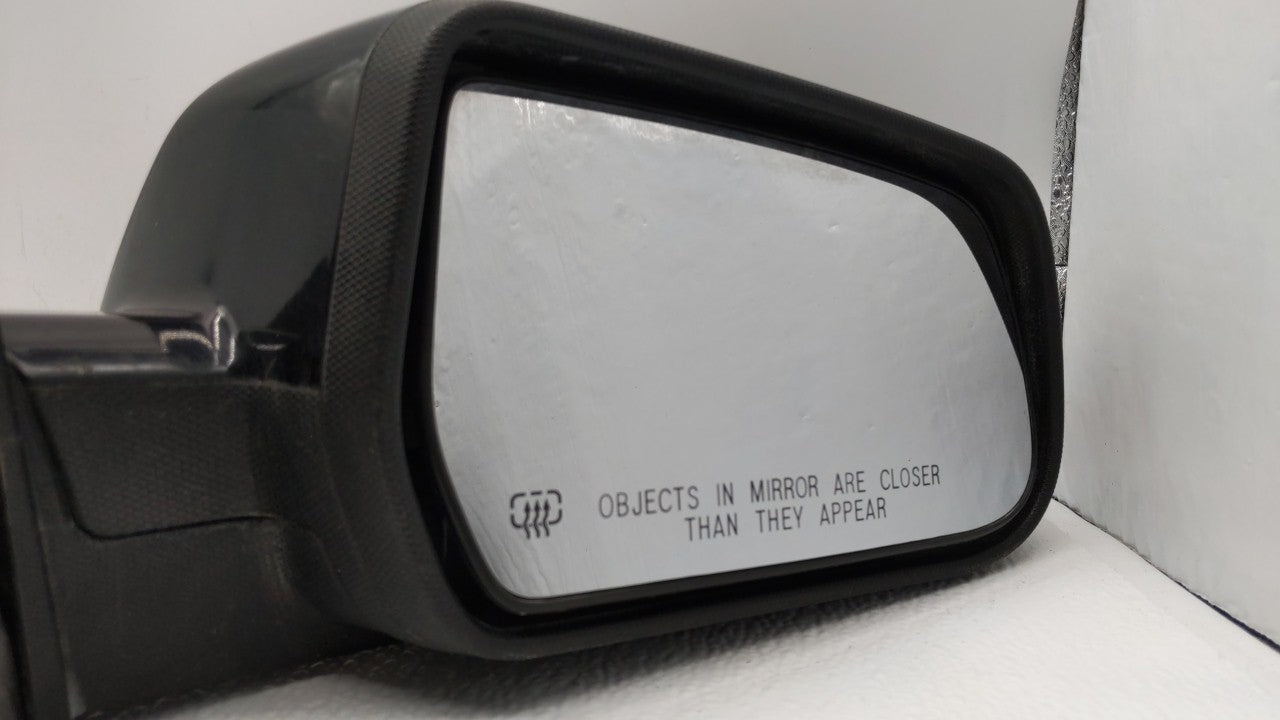 OBJECTS IN MIRROR ARE CLOSER
THAN THEY APPEAR